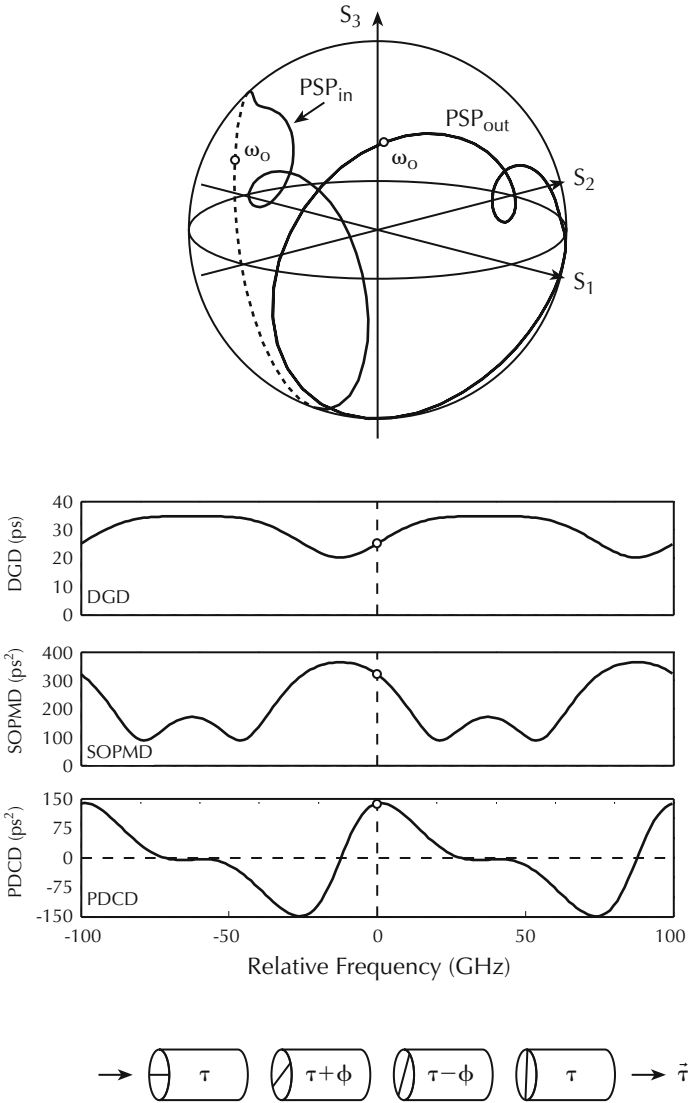 S₃
PSPin
PSPout
ωo
ωo
S₂
S₁
DGD (ps)
40
30
20
10
0
DGD
SOPMD (ps²)
400
300
200
100
0
SOPMD
PDCD (ps²)
150
75
0
-75
-150
PDCD
-100 -50 0 50 100
Relative Frequency (GHz)
τ τ+ϕ τ−ϕ τ τ⃗